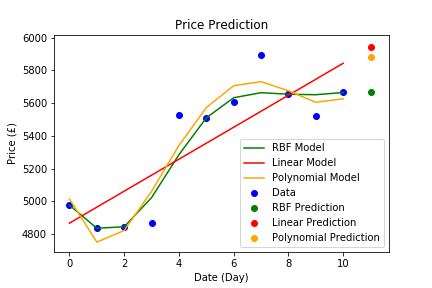 Price Prediction
6000
5800
5600
5400
5200
5000
4800
Price (£)
0
2
4
6
8
10
Date (Day)
RBF Model
Linear Model
Polynomial Model
Data
RBF Prediction
Linear Prediction
Polynomial Prediction